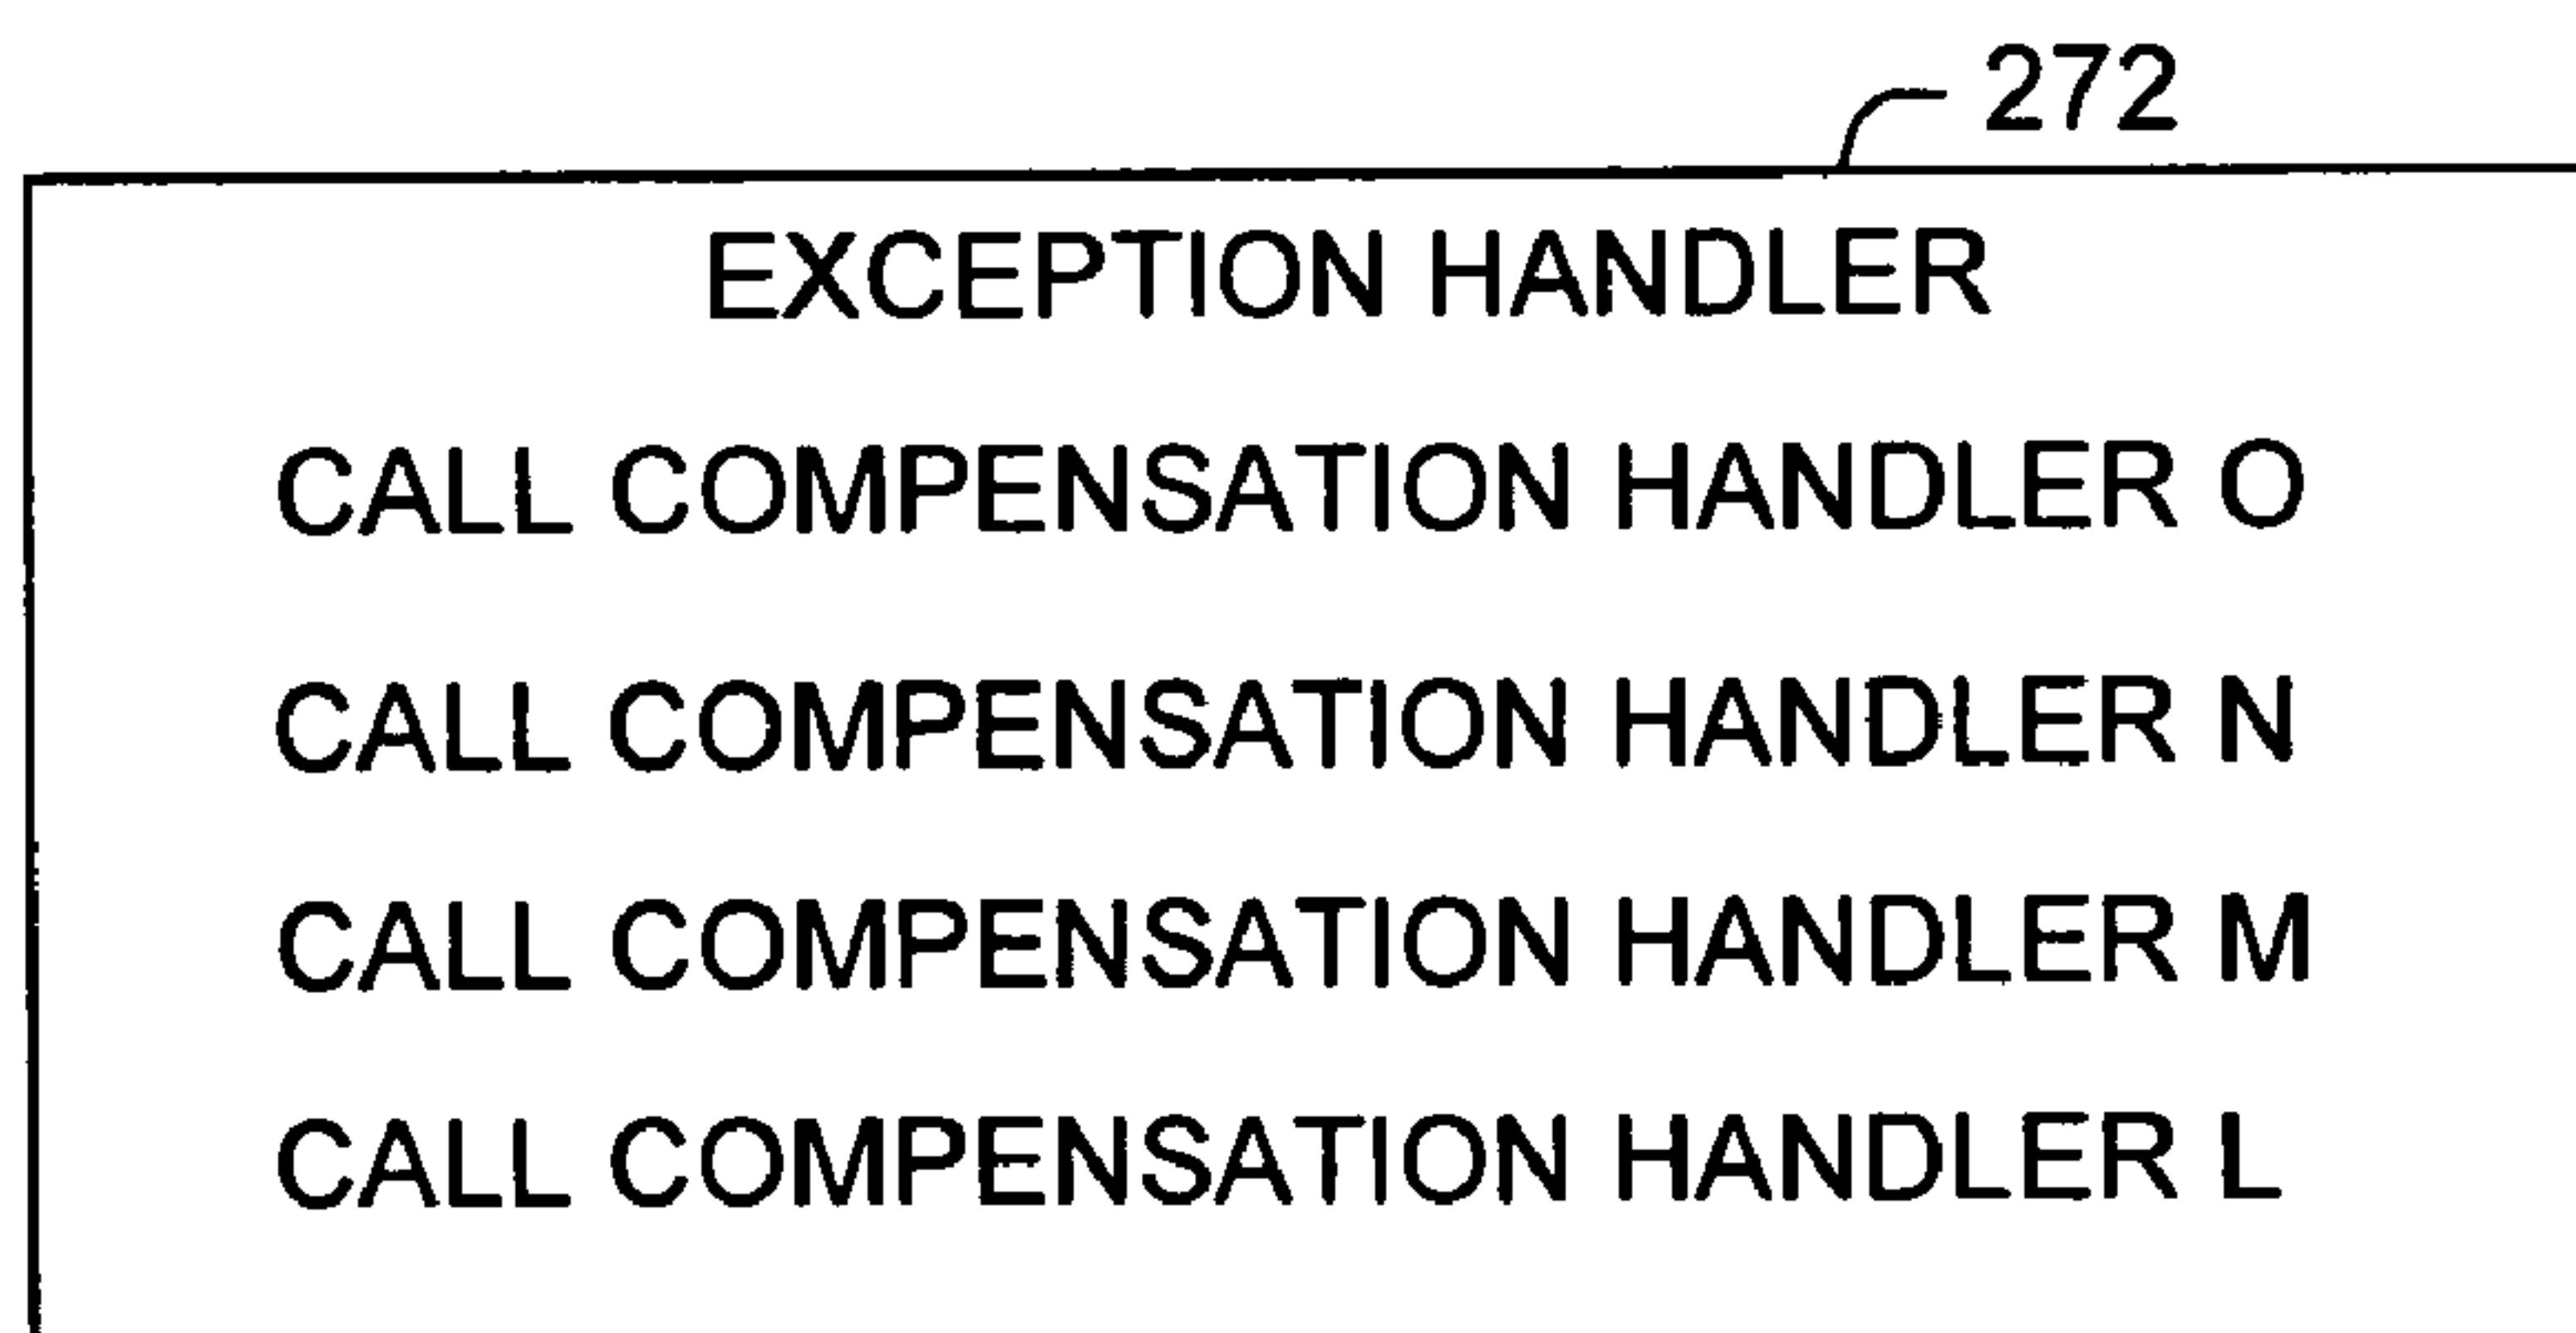 272
EXCEPTION HANDLER
CALL COMPENSATION HANDLER O
CALL COMPENSATION HANDLER N
CALL COMPENSATION HANDLER M
CALL COMPENSATION HANDLER L